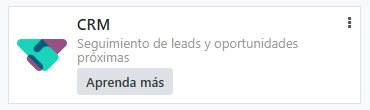 CRM
Seguimiento de leads y oportunidades
próximas
Aprenda más